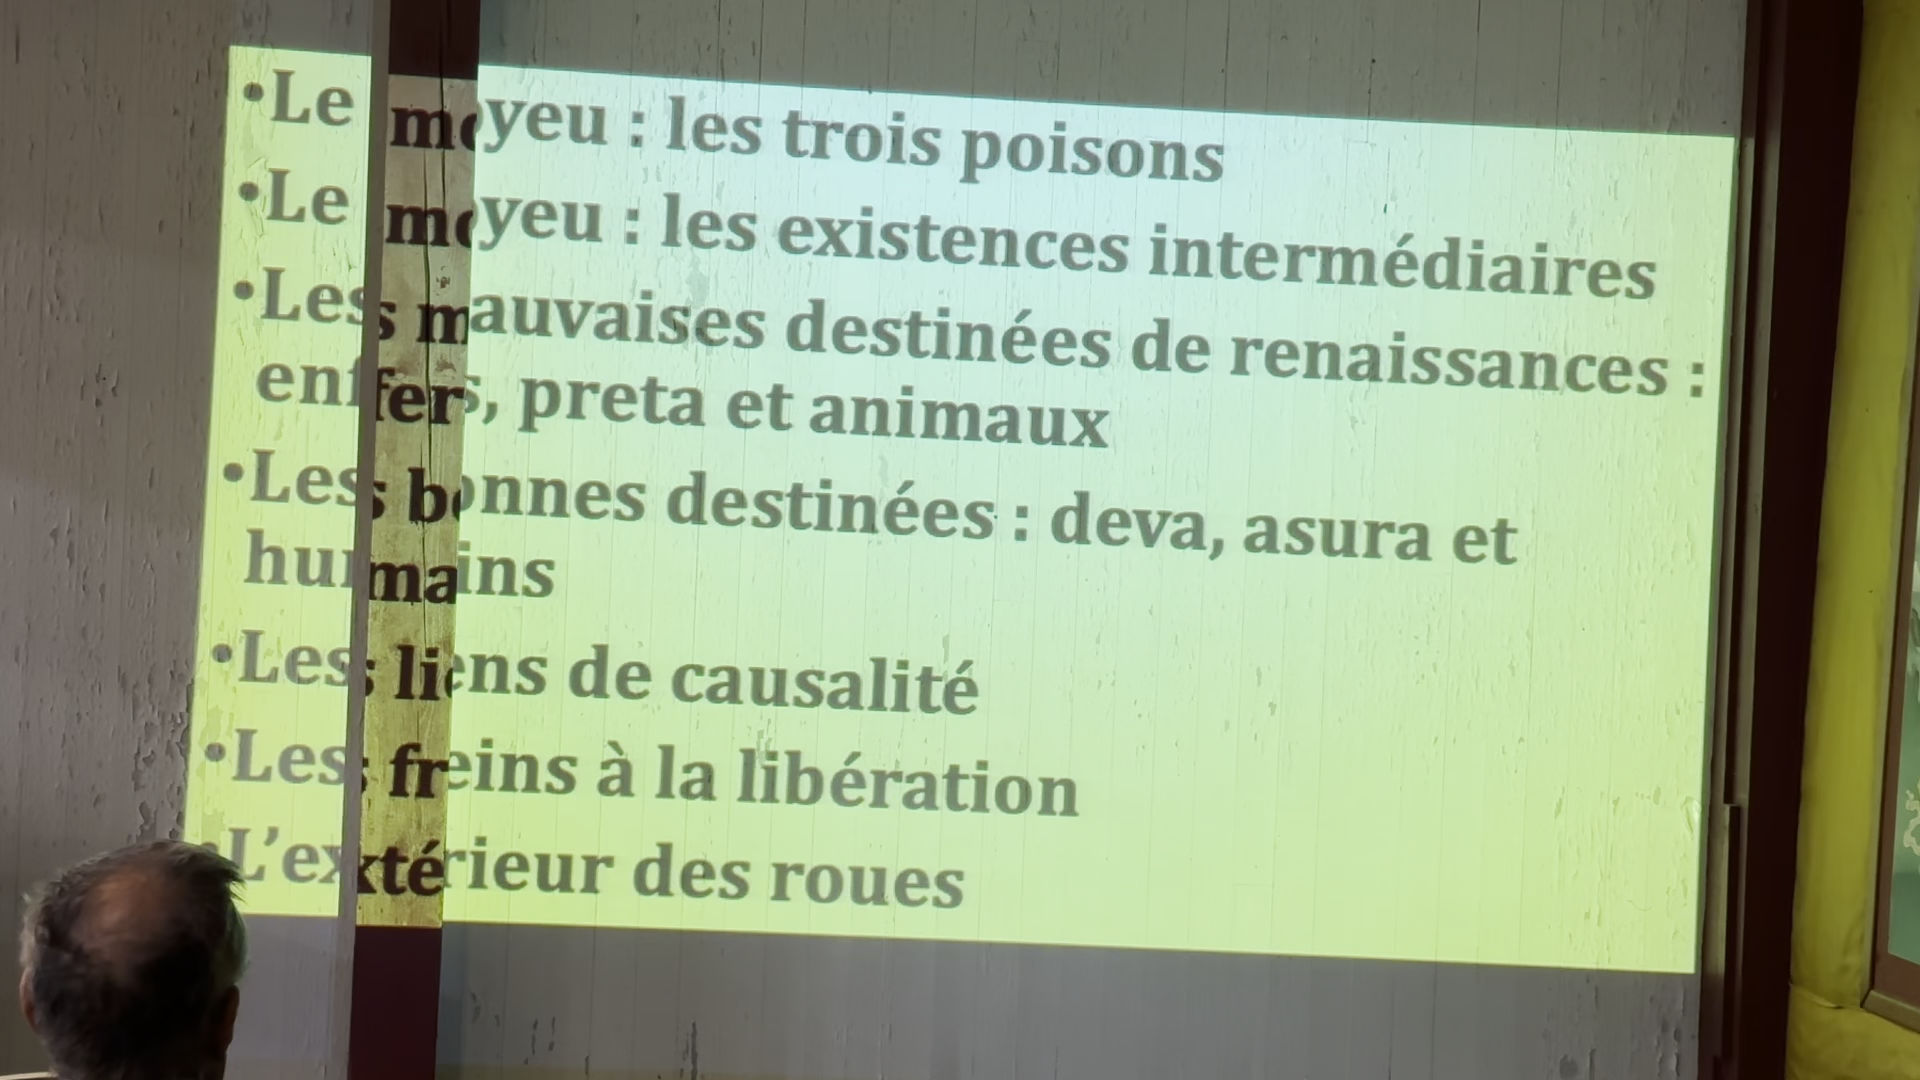 •Le moyeu : les trois poisons
•Le moyeu : les existences intermédiaires
•Les mauvaises destinées de renaissances :
enfers, preta et animaux
•Les bonnes destinées : deva, asura et
humains
•Les liens de causalité
•Les freins à la libération
•L’extérieur des roues